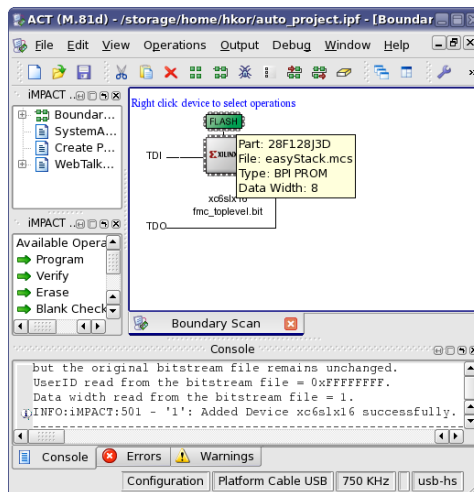 ACT (M.81d) - /storage/home/hkor/auto_project.ipf - [Boundar
File Edit View Operations Output Debug Window Help
»
iMPACT ..
Boundar...
SystemA...
Create P...
WebTalk...
iMPACT ..
Available Opera
Program
Verify
Erase
Blank Check
Right click device to select operations
FLASH
TDI
XILINX
Part: 28F128J3D
File: easyStack.mcs
Type: BPI PROM
Data Width: 8
xc6slx16
fmc_toplevel.bit
TDO
Boundary Scan
Console
but the original bitstream file remains unchanged.
UserID read from the bitstream file = 0xFFFFFFFF.
Data width read from the bitstream file = 1.
INFO:iMPACT:501 - '1': Added Device xc6slx16 successfully.
Console Errors Warnings
Configuration Platform Cable USB 750 KHz usb-hs